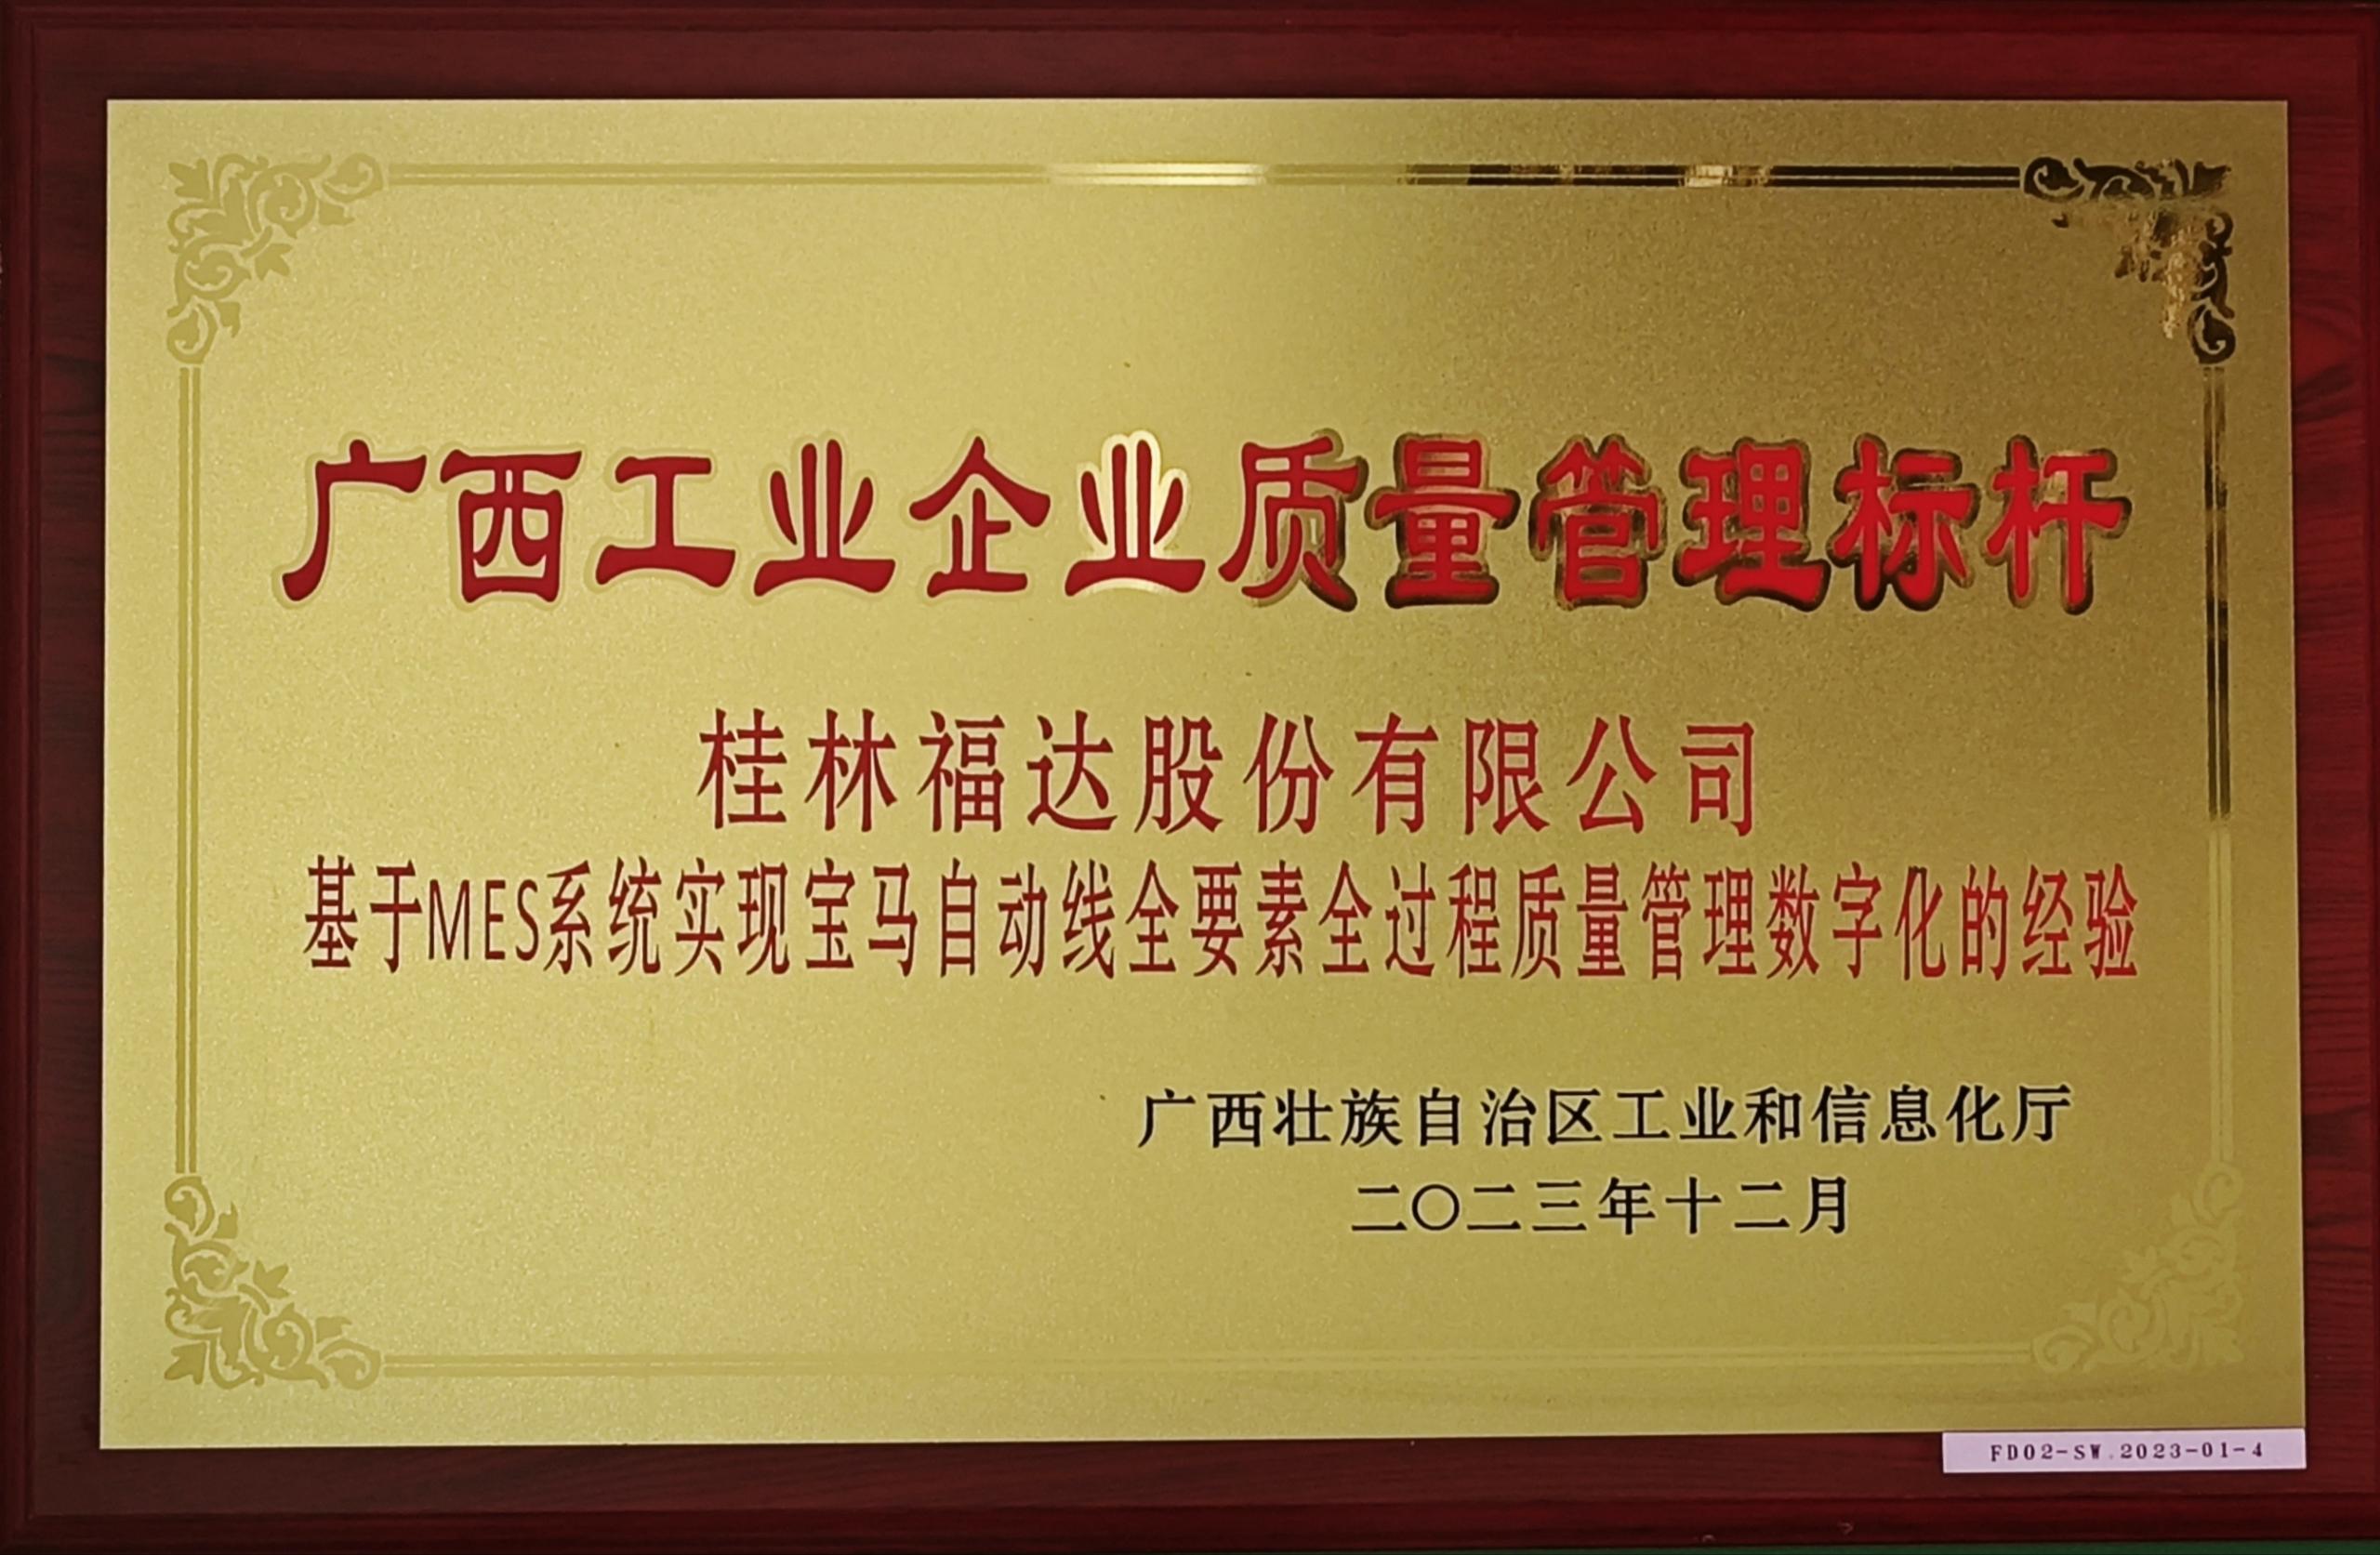 广西工业企业质量管理标杆
桂林福达股份有限公司
基于MES系统实现宝马自动线全要素全过程质量管理数字化的经验
广西壮族自治区工业和信息化厅
二〇二三年十二月
FD02-SW.2023-01-4